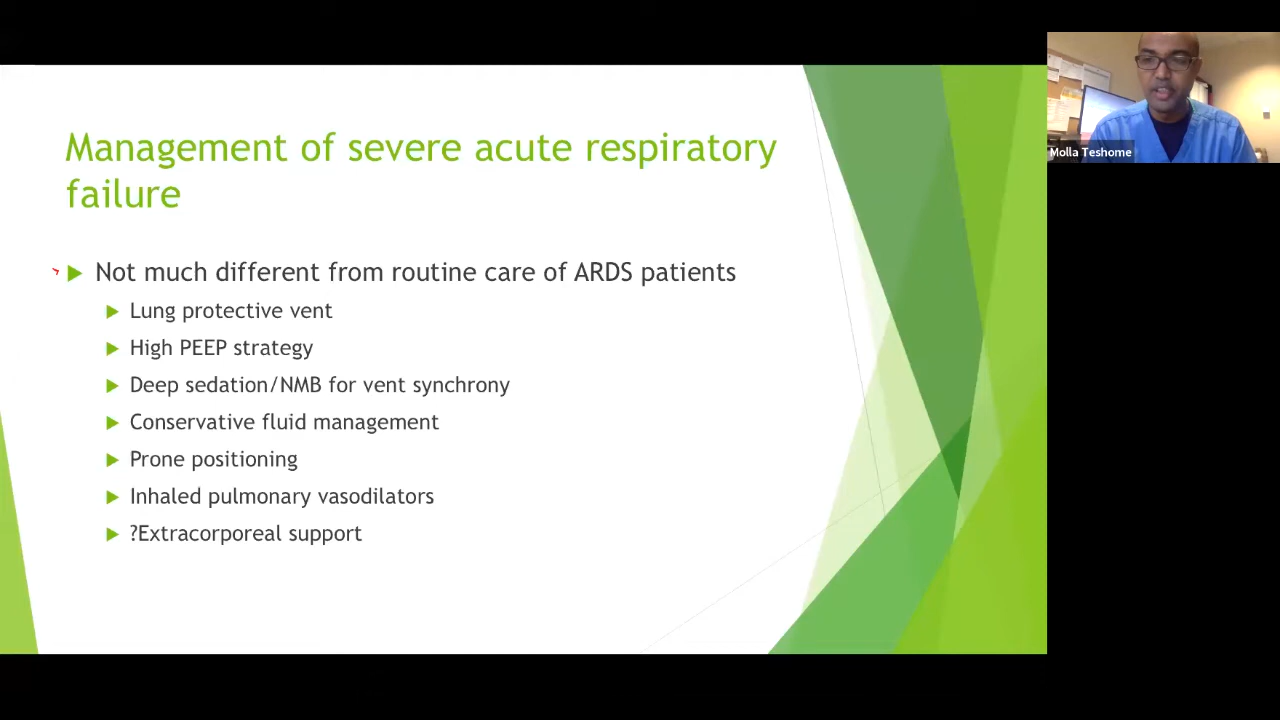 Management of severe acute respiratory
failure
Not much different from routine care of ARDS patients
Lung protective vent
High PEEP strategy
Deep sedation/NMB for vent synchrony
Conservative fluid management
Prone positioning
Inhaled pulmonary vasodilators
?Extracorporeal support
Molla Teshome